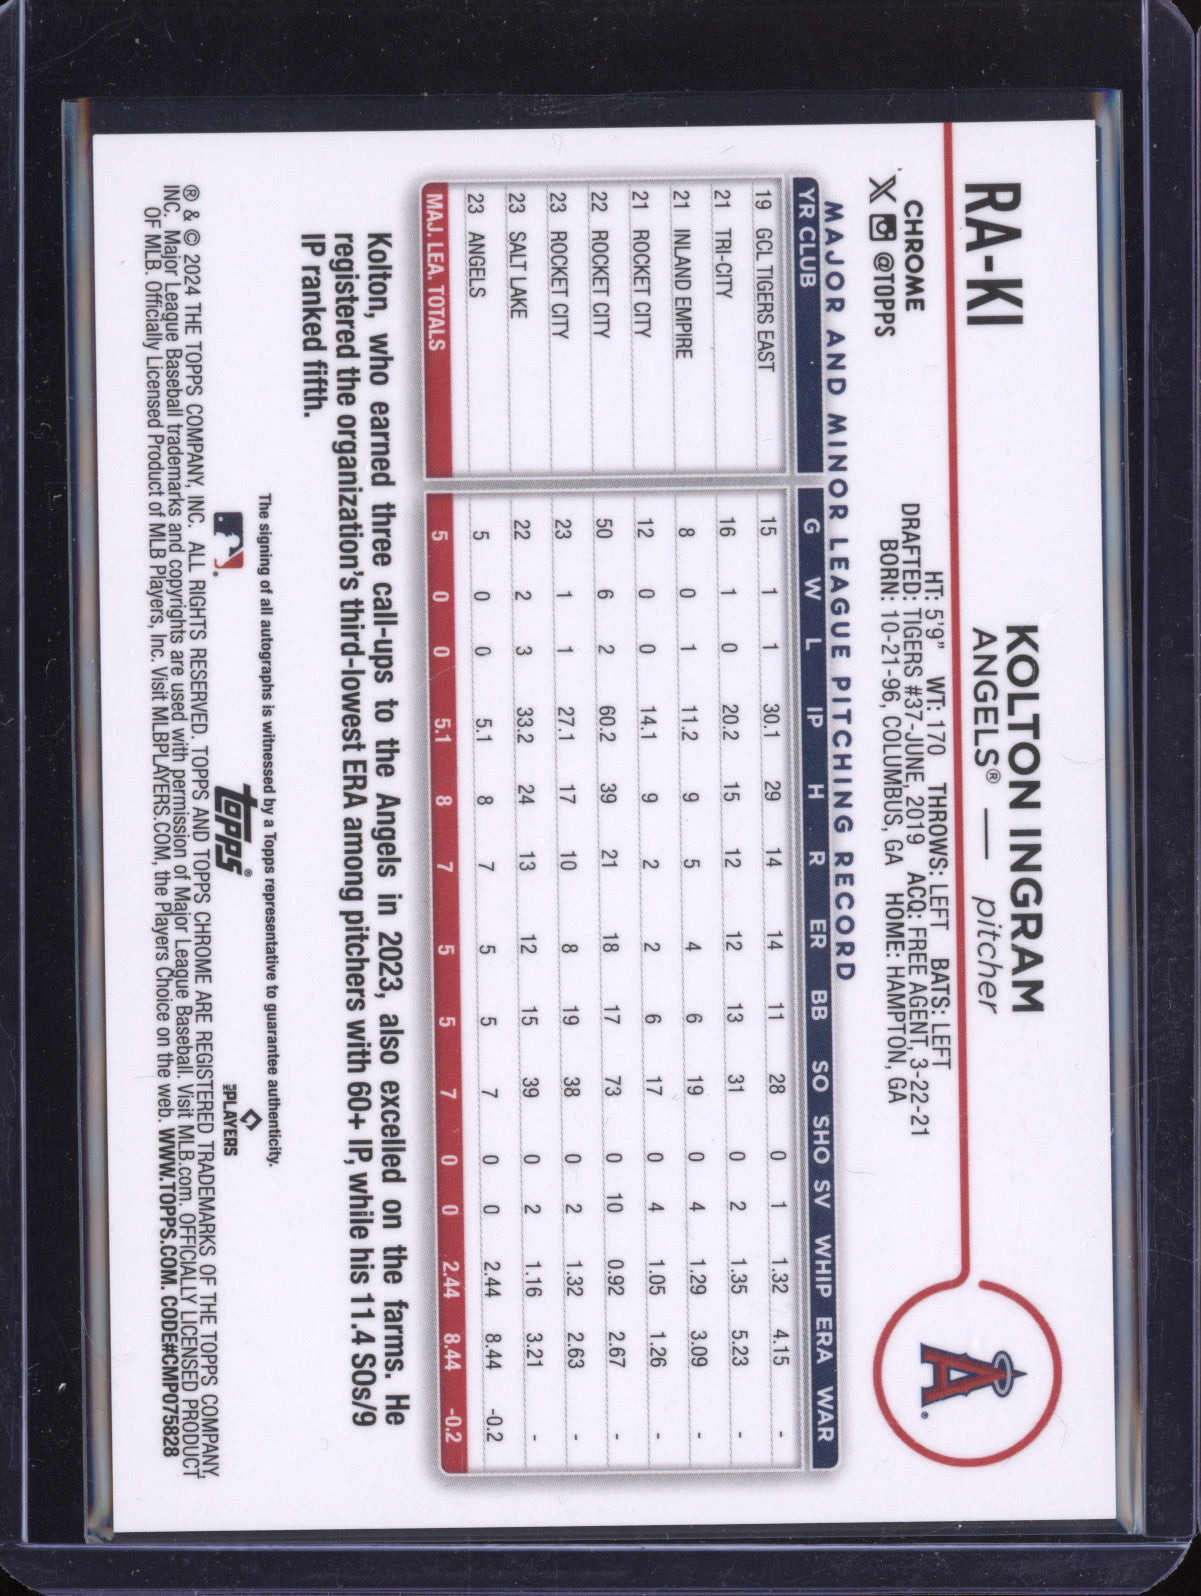 RA-KI
KOLTON INGRAM
ANGELS® — pitcher
CHROME
X @TOPPS
HT: 5'9" WT: 170 THROWS: LEFT BATS: LEFT
DRAFTED: TIGERS #37-JUNE, 2019 ACQ: FREE AGENT, 3-22-21
BORN: 10-21-96, COLUMBUS, GA HOME: HAMPTON, GA
A®
MAJOR AND MINOR LEAGUE PITCHING RECORD
YR CLUB G W L IP H R ER BB SO SHO SV WHIP ERA WAR
19 GCL TIGERS EAST 15 1 1 30.1 29 14 14 11 28 0 1 1.32 4.15 -
21 TRI-CITY 16 1 0 20.2 15 12 12 13 31 0 2 1.35 5.23 -
21 INLAND EMPIRE 8 0 1 11.2 9 5 4 6 19 0 4 1.29 3.09 -
21 ROCKET CITY 12 0 0 14.1 9 2 2 6 17 0 4 1.05 1.26 -
22 ROCKET CITY 50 6 2 60.2 39 21 18 17 73 0 10 0.92 2.67 -
23 ROCKET CITY 23 1 1 27.1 17 10 8 19 38 0 2 1.32 2.63 -
23 SALT LAKE 22 2 3 33.2 24 13 12 15 39 0 2 1.16 3.21 -
23 ANGELS 5 0 0 5.1 8 7 5 5 7 0 0 2.44 8.44 -0.2
MAJ. LEA. TOTALS 5 0 0 5.1 8 7 5 5 7 0 0 2.44 8.44 -0.2
Kolton, who earned three call-ups to the Angels in 2023, also excelled on the farms. He
registered the organization's third-lowest ERA among pitchers with 60+ IP, while his 11.4 SOs/9
IP ranked fifth.
The signing of all autographs is witnessed by a Topps representative to guarantee authenticity.
topps®
MLB PLAYERS
® & © 2024 THE TOPPS COMPANY, INC. ALL RIGHTS RESERVED. TOPPS AND TOPPS CHROME ARE REGISTERED TRADEMARKS OF THE TOPPS COMPANY,
INC. Major League Baseball trademarks and copyrights are used with permission of Major League Baseball. Visit MLB.com. OFFICIALLY LICENSED PRODUCT
OF MLB. Officially Licensed Product of MLB Players, Inc. Visit MLBPLAYERS.COM, the Players Choice on the web. WWW.TOPPS.COM. CODE#CMP075828